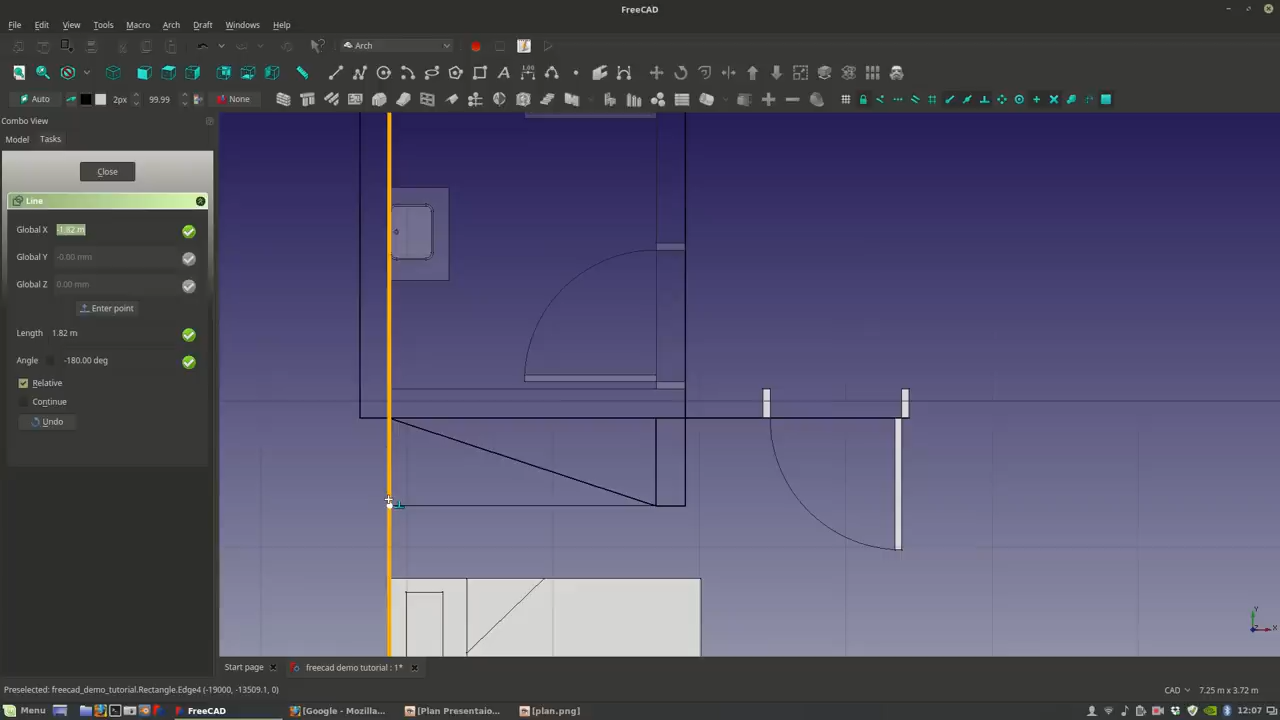 FreeCAD
File Edit View Tools Macro Arch Draft Windows Help
Arch
Auto 2px 99.99 None
Combo View
Model Tasks
Close
Line
Global X -1.82 m
Global Y -0.00 mm
Global Z 0.00 mm
Enter point
Length 1.82 m
Angle -180.00 deg
Relative
Continue
Undo
Y
X
Start page freecad demo tutorial : 1*
Preselected: freecad_demo_tutorial.Rectangle.Edge4 (-19000, -13509.1, 0) CAD 7.25 m x 3.72 m
Menu FreeCAD [Google - Mozilla... [Plan Presentaio... [plan.png] 12:07